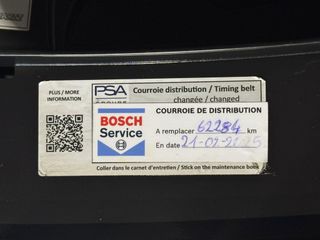 PLUS / MORE
INFORMATION
PSA
GROUPE
Courroie distribution / Timing belt
changée / changed
COURROIE DE DISTRIBUTION
BOSCH
Service
A remplacer 62284 km
En date 21-02-2025
Coller dans le carnet d'entretien / Stick on the maintenance book